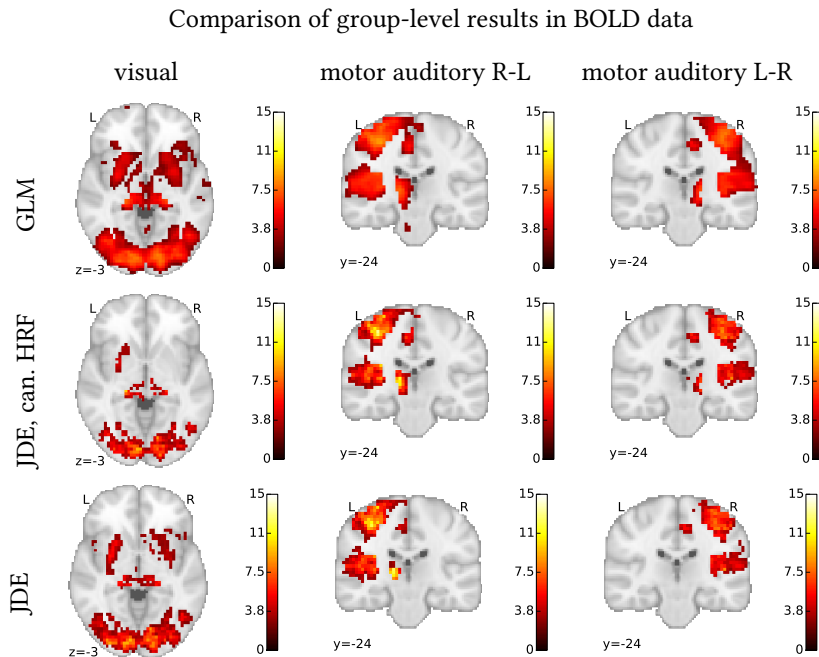 Comparison of group-level results in BOLD data
visual
motor auditory R-L
motor auditory L-R
GLM
L
R
z=-3
15
11
7.5
3.8
0
L
y=-24
15
11
7.5
3.8
0
R
y=-24
15
11
7.5
3.8
0
JDE, can. HRF
L
R
z=-3
15
11
7.5
3.8
0
L
y=-24
15
11
7.5
3.8
0
R
y=-24
15
11
7.5
3.8
0
JDE
L
R
z=-3
15
11
7.5
3.8
0
L
y=-24
15
11
7.5
3.8
0
R
y=-24
15
11
7.5
3.8
0